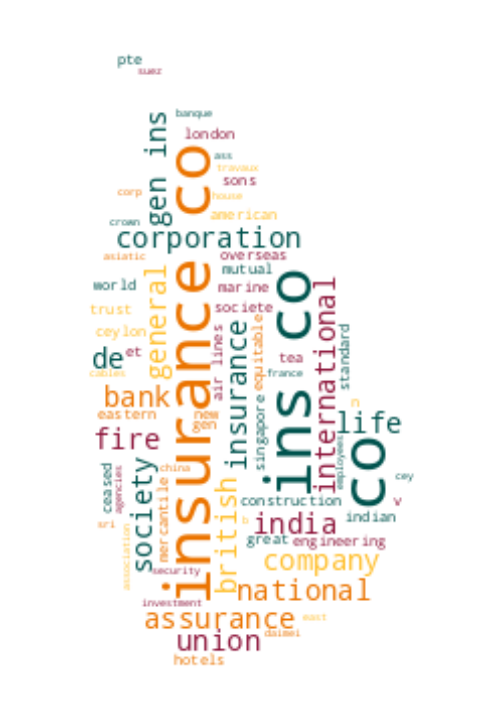 pte
suez
banque
gen ins
london
insurance co
ass
travaux
sons
corp
house
american
crown
corporation
asiatic
overseas
mutual
world
general
marine
ins co
international
trust
societe
ceylon
air lines
insurance
equitable
standard
de
et
tea
cables
france
bank
singapore
eastern
new
gen
n
life
fire
co
employees
ceased
agencies
society
china
mercantile
cey
british
construction
v
sri
india
indian
association
great
engineering
company
security
national
investment
assurance
east
union
daimei
hotels